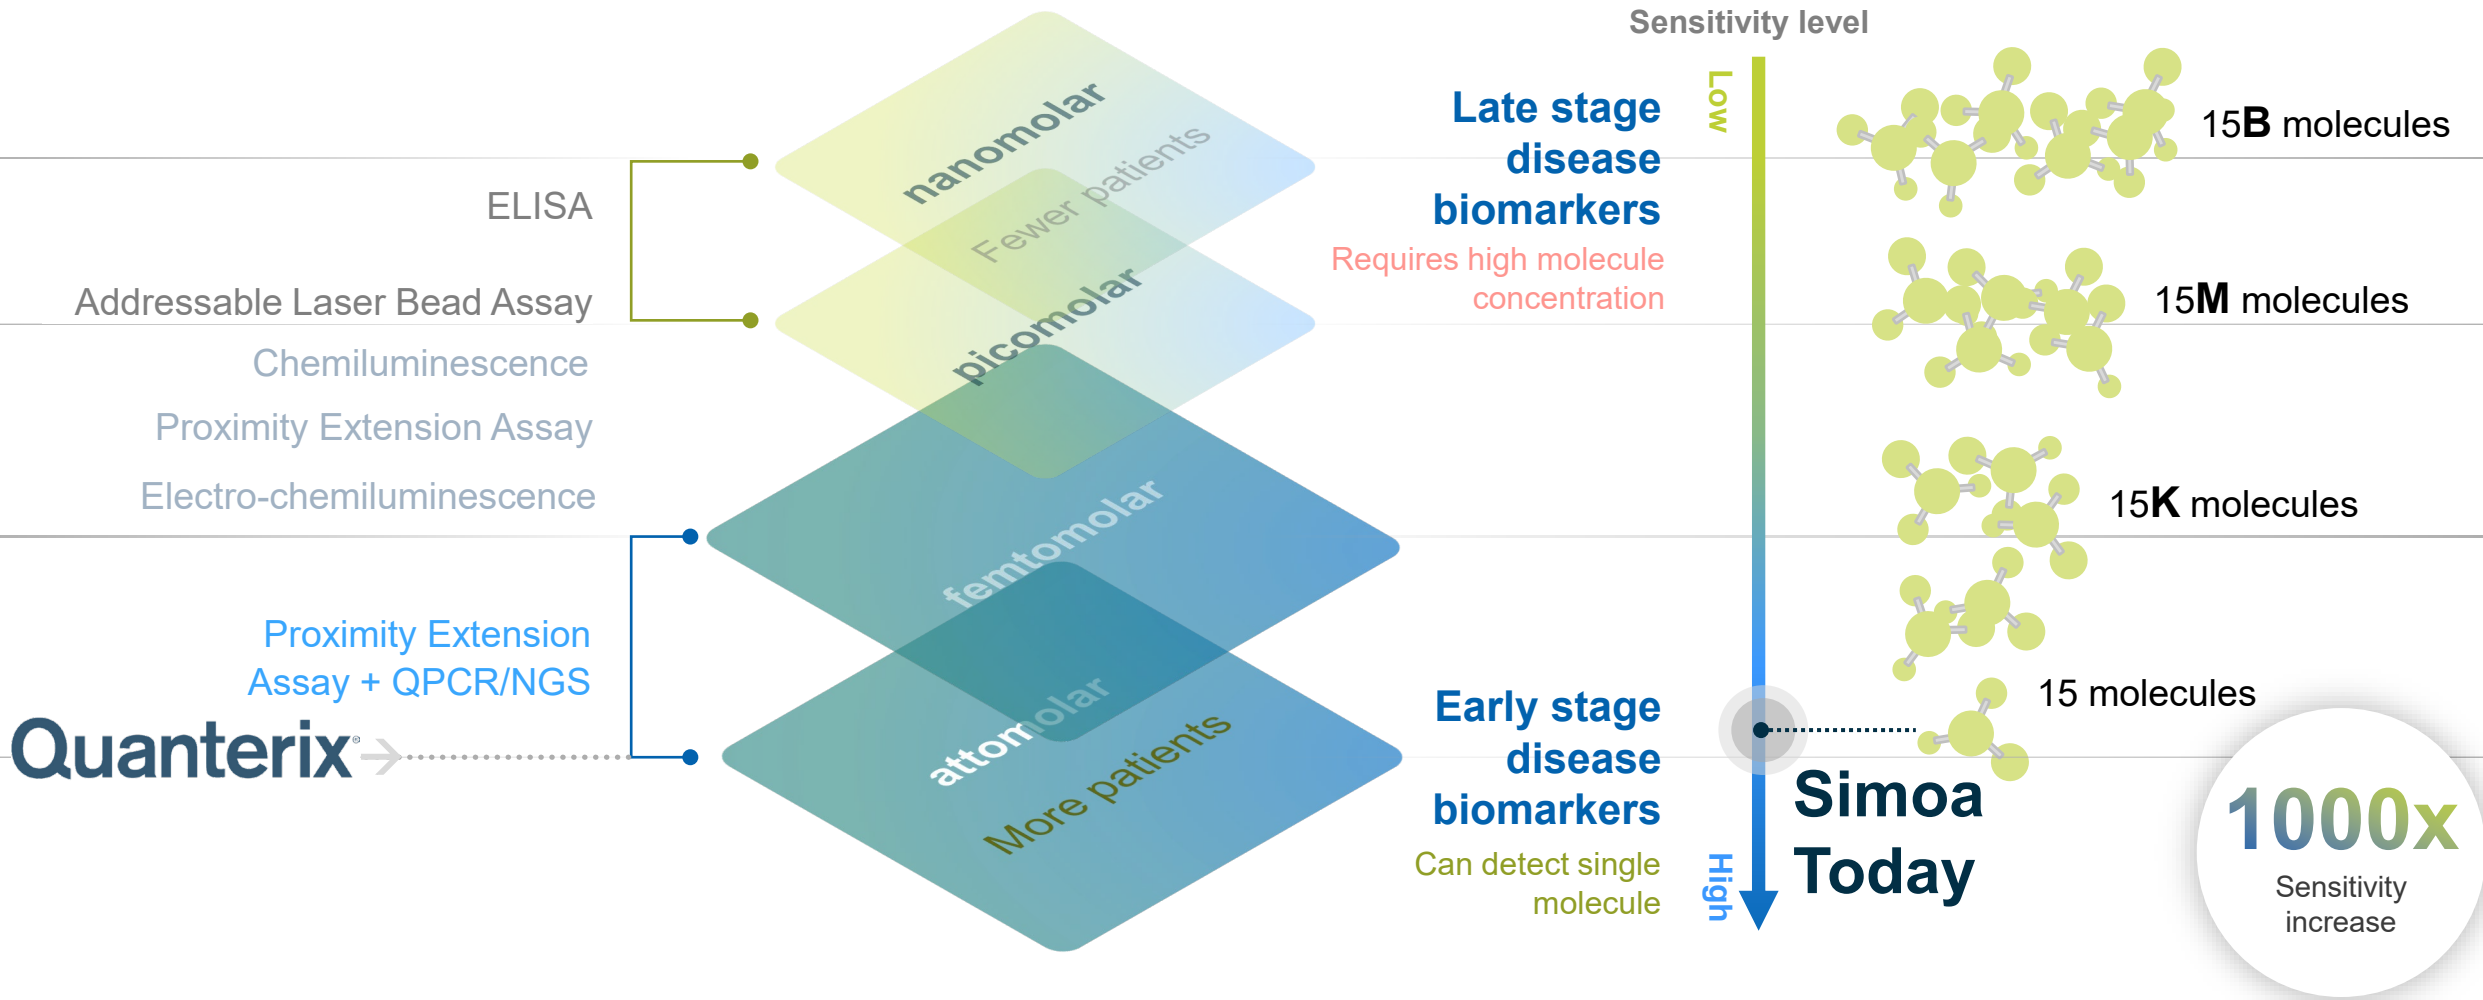 Sensitivity level
Low
nanomolar
Fewer patients
Late stage
disease
biomarkers
Requires high molecule
concentration
15B molecules
ELISA
Addressable Laser Bead Assay
picomolar
15M molecules
Chemiluminescence
Proximity Extension Assay
Electro-chemiluminescence
femtomolar
15K molecules
Proximity Extension
Assay + QPCR/NGS
Quanterix®
attomolar
More patients
Early stage
disease
biomarkers
Can detect single
molecule
High
15 molecules
Simoa
Today
1000x
Sensitivity
increase